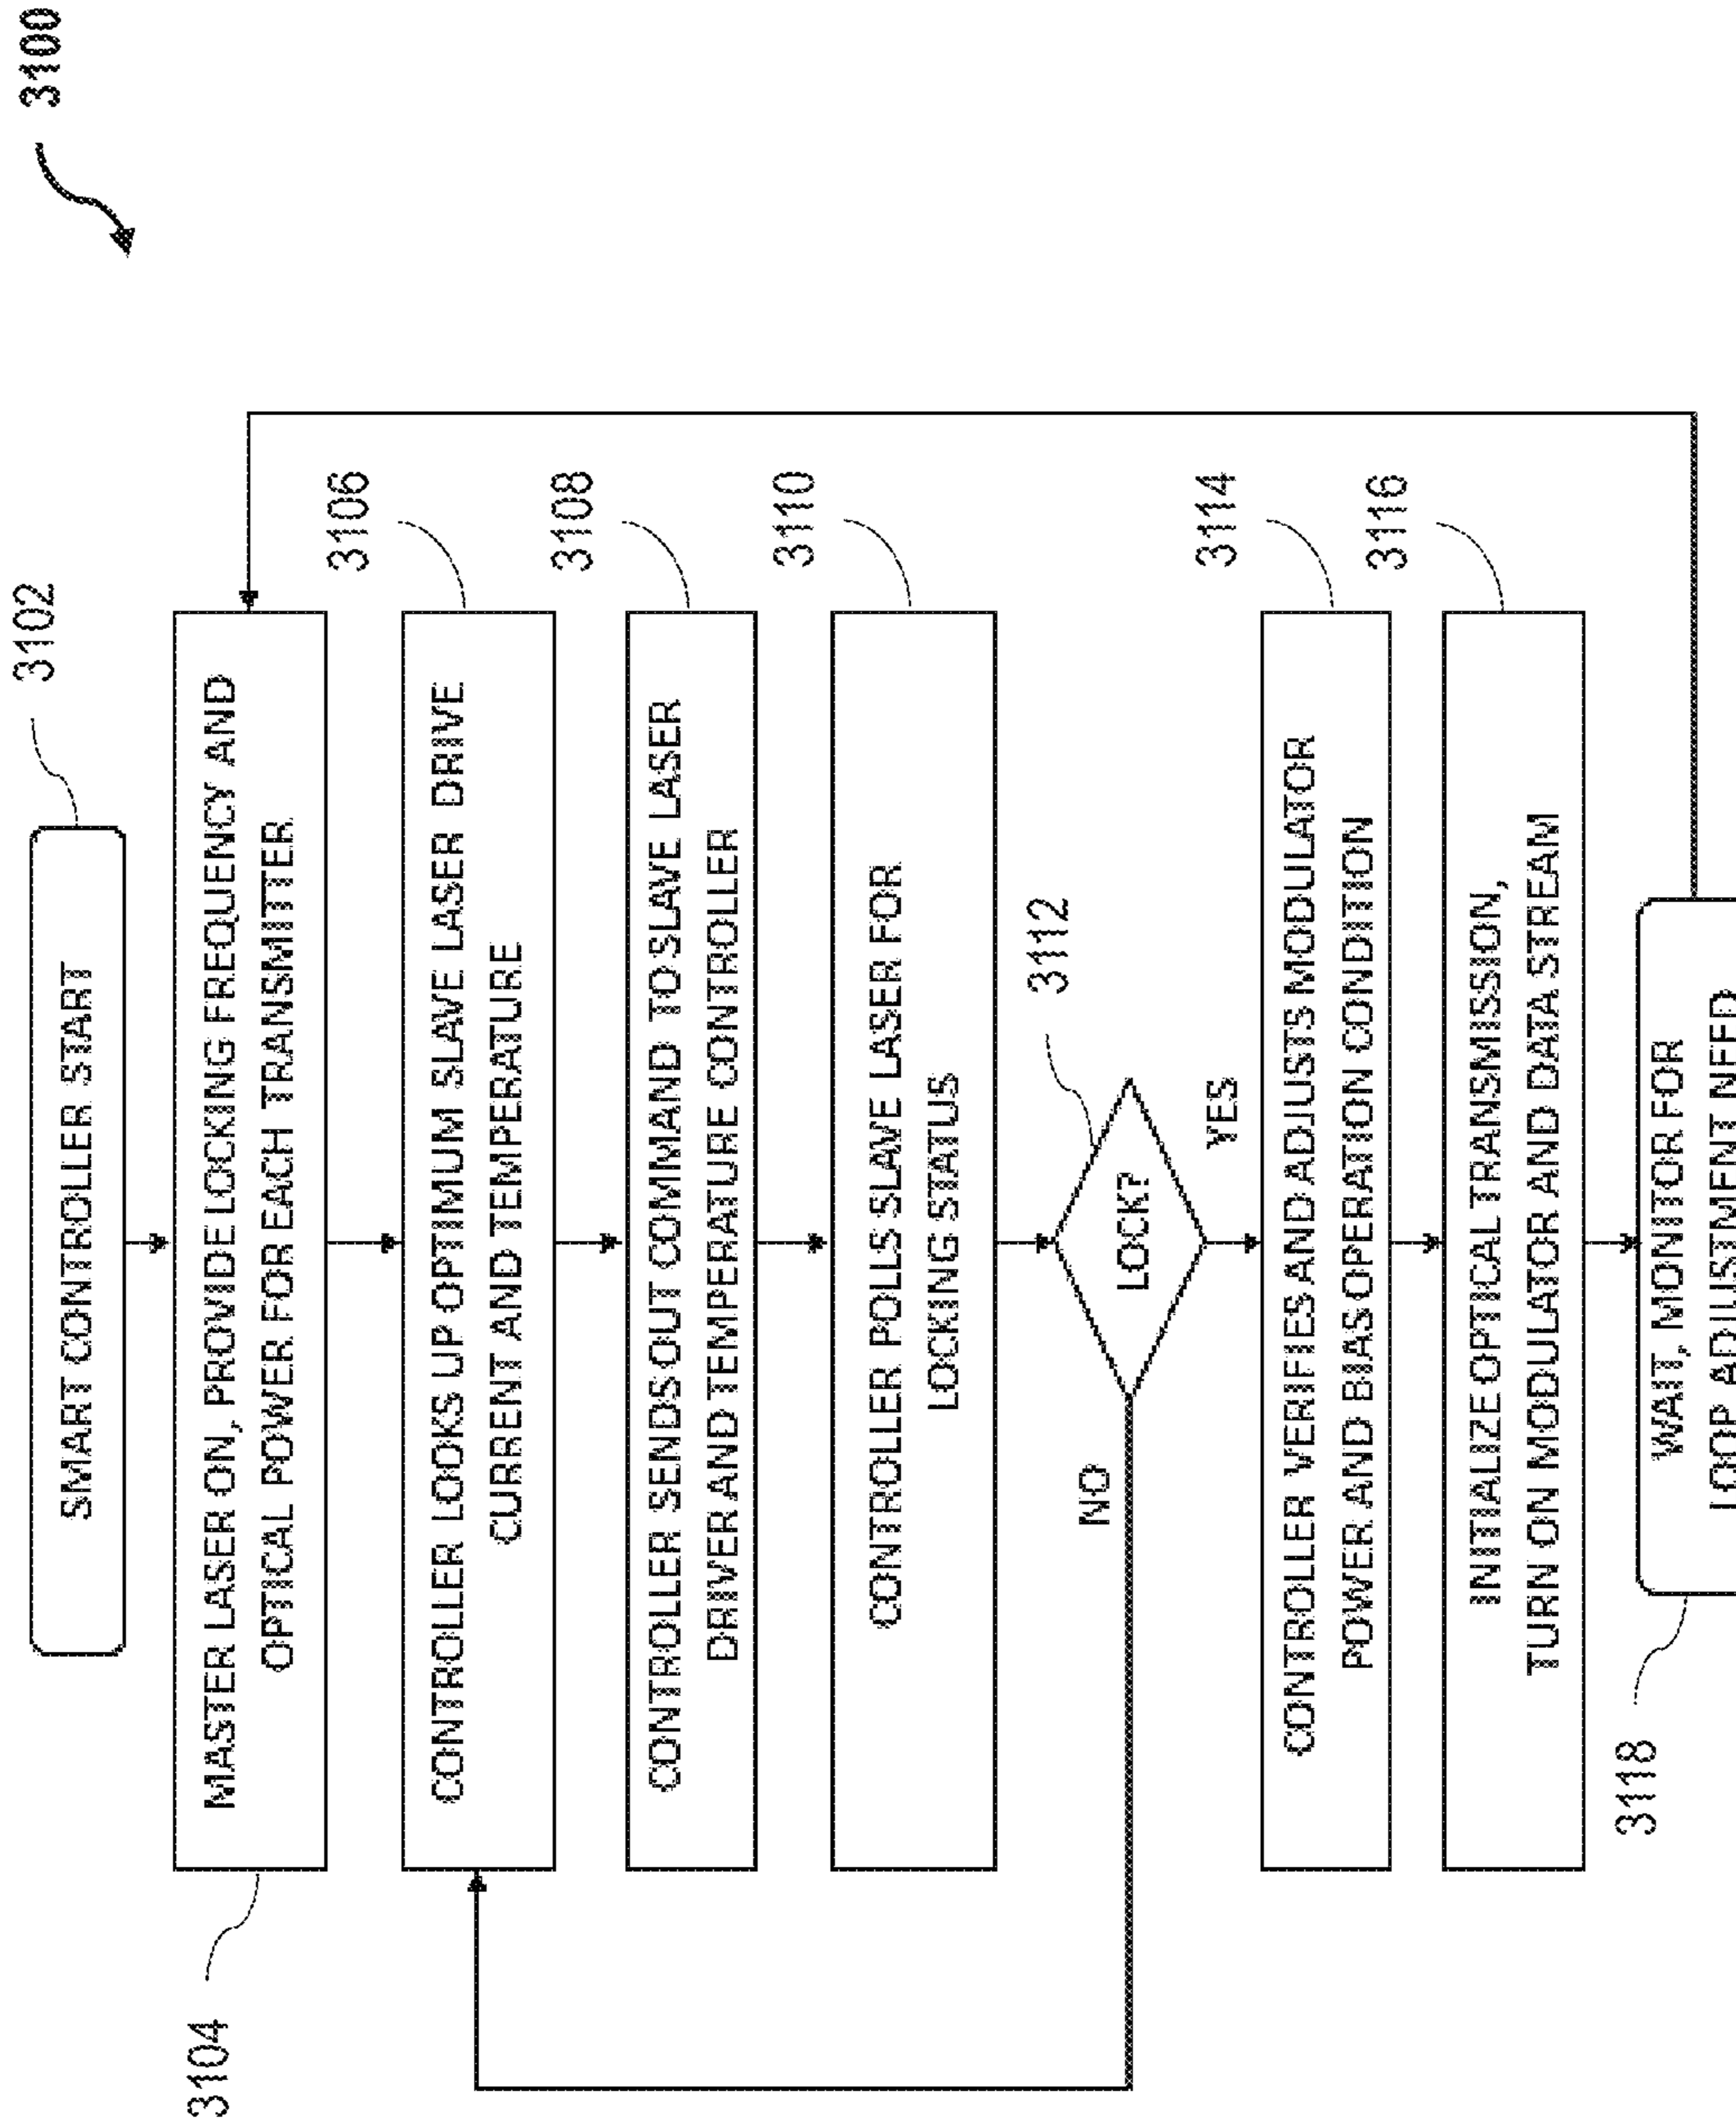 3100
3102
SMART CONTROLLER START
3104
MASTER LASER ON, PROVIDE LOCKING FREQUENCY AND
OPTICAL POWER FOR EACH TRANSMITTER
3106
CONTROLLER LOOKS UP OPTIMUM SLAVE LASER DRIVE
CURRENT AND TEMPERATURE
3108
CONTROLLER SENDS OUT COMMAND TO SLAVE LASER
DRIVER AND TEMPERATURE CONTROLLER
3110
CONTROLLER POLLS SLAVE LASER FOR
LOCKING STATUS
3112
LOCK?
NO
YES
3114
CONTROLLER VERIFIES AND ADJUSTS MODULATOR
POWER AND BIAS OPERATION CONDITION
3116
INITIALIZE OPTICAL TRANSMISSION,
TURN ON MODULATOR AND DATA STREAM
3118
WAIT, MONITOR FOR
LOOP ADJUSTMENT NEED